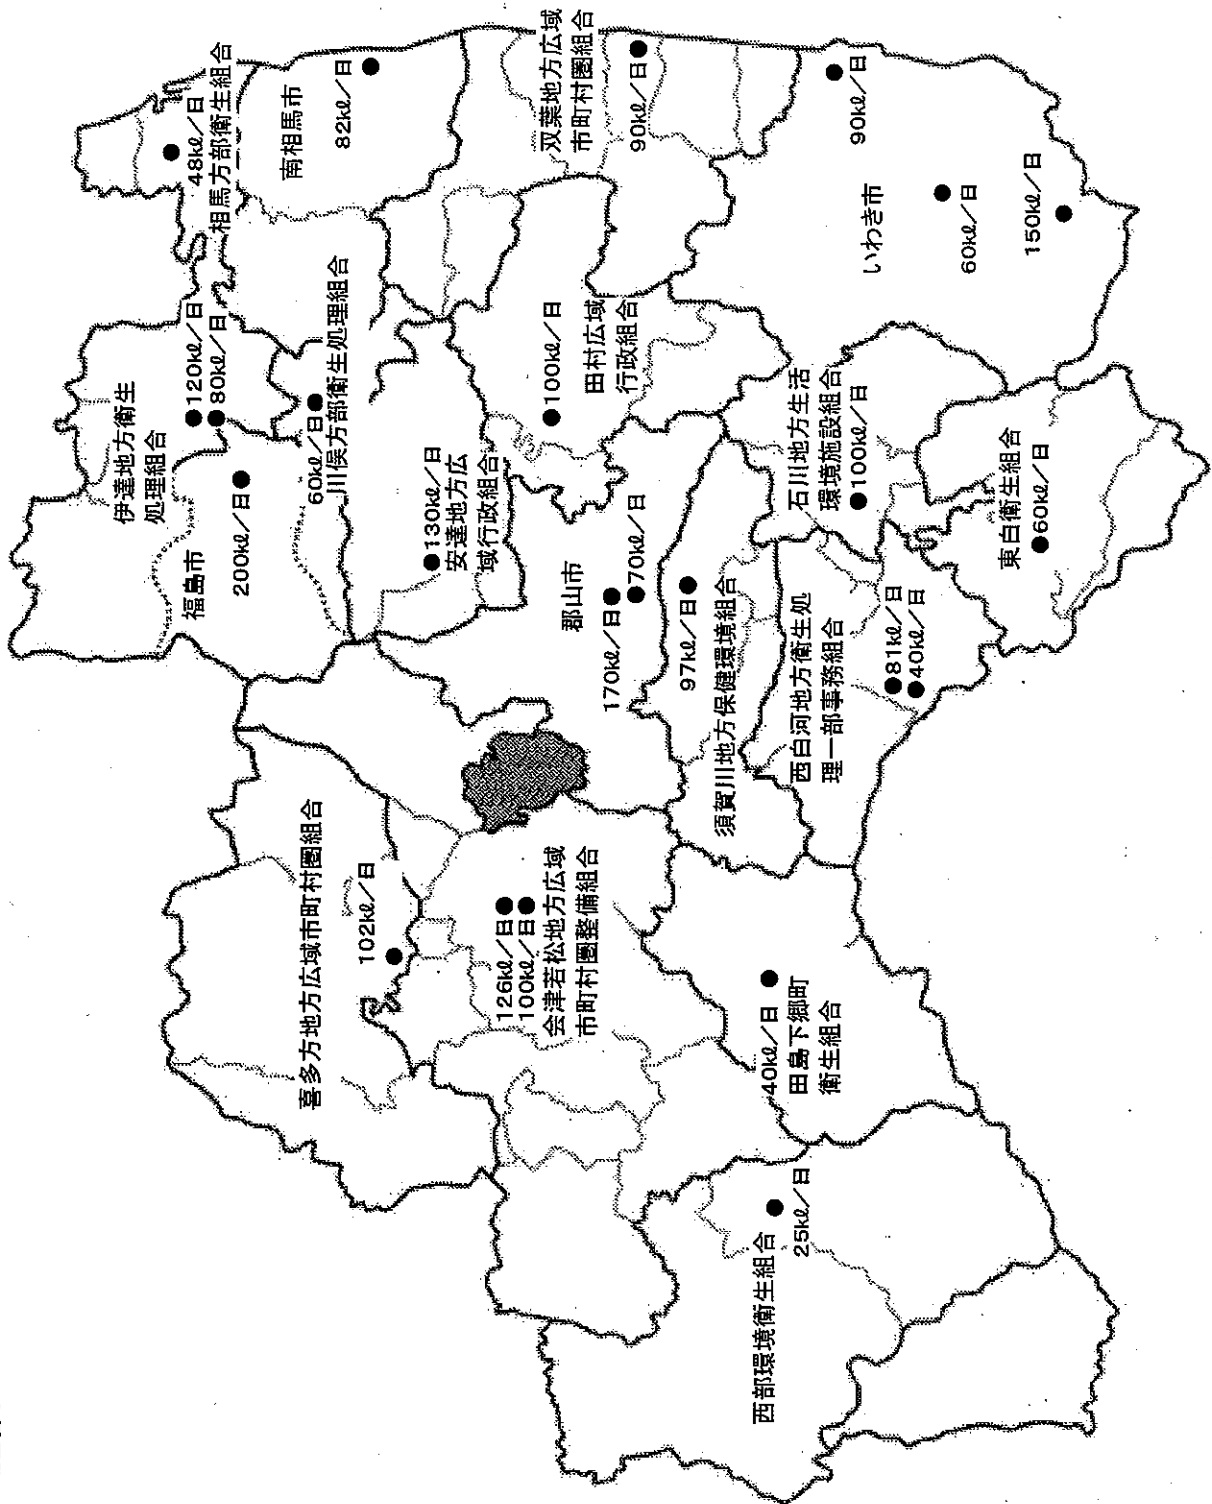 相馬方部衛生組合
48kℓ／日
南相馬市
82kℓ／日
双葉地方広域
市町村圏組合
90kℓ／日
90kℓ／日
いわき市
60kℓ／日
150kℓ／日
伊達地方衛生
処理組合
120kℓ／日
80kℓ／日
福島市
200kℓ／日
60kℓ／日
川俣方部衛生処理組合
130kℓ／日
安達地方広
域行政組合
100kℓ／日
田村広域
行政組合
郡山市
170kℓ／日
70kℓ／日
97kℓ／日
須賀川地方保健環境組合
石川地方生活
環境施設組合
100kℓ／日
西白河地方衛生処
理一部事務組合
81kℓ／日
40kℓ／日
東白衛生組合
60kℓ／日
喜多方地方広域市町村圏組合
102kℓ／日
126kℓ／日
100kℓ／日
会津若松地方広域
市町村圏整備組合
40kℓ／日
田島下郷町
衛生組合
西部環境衛生組合
25kℓ／日